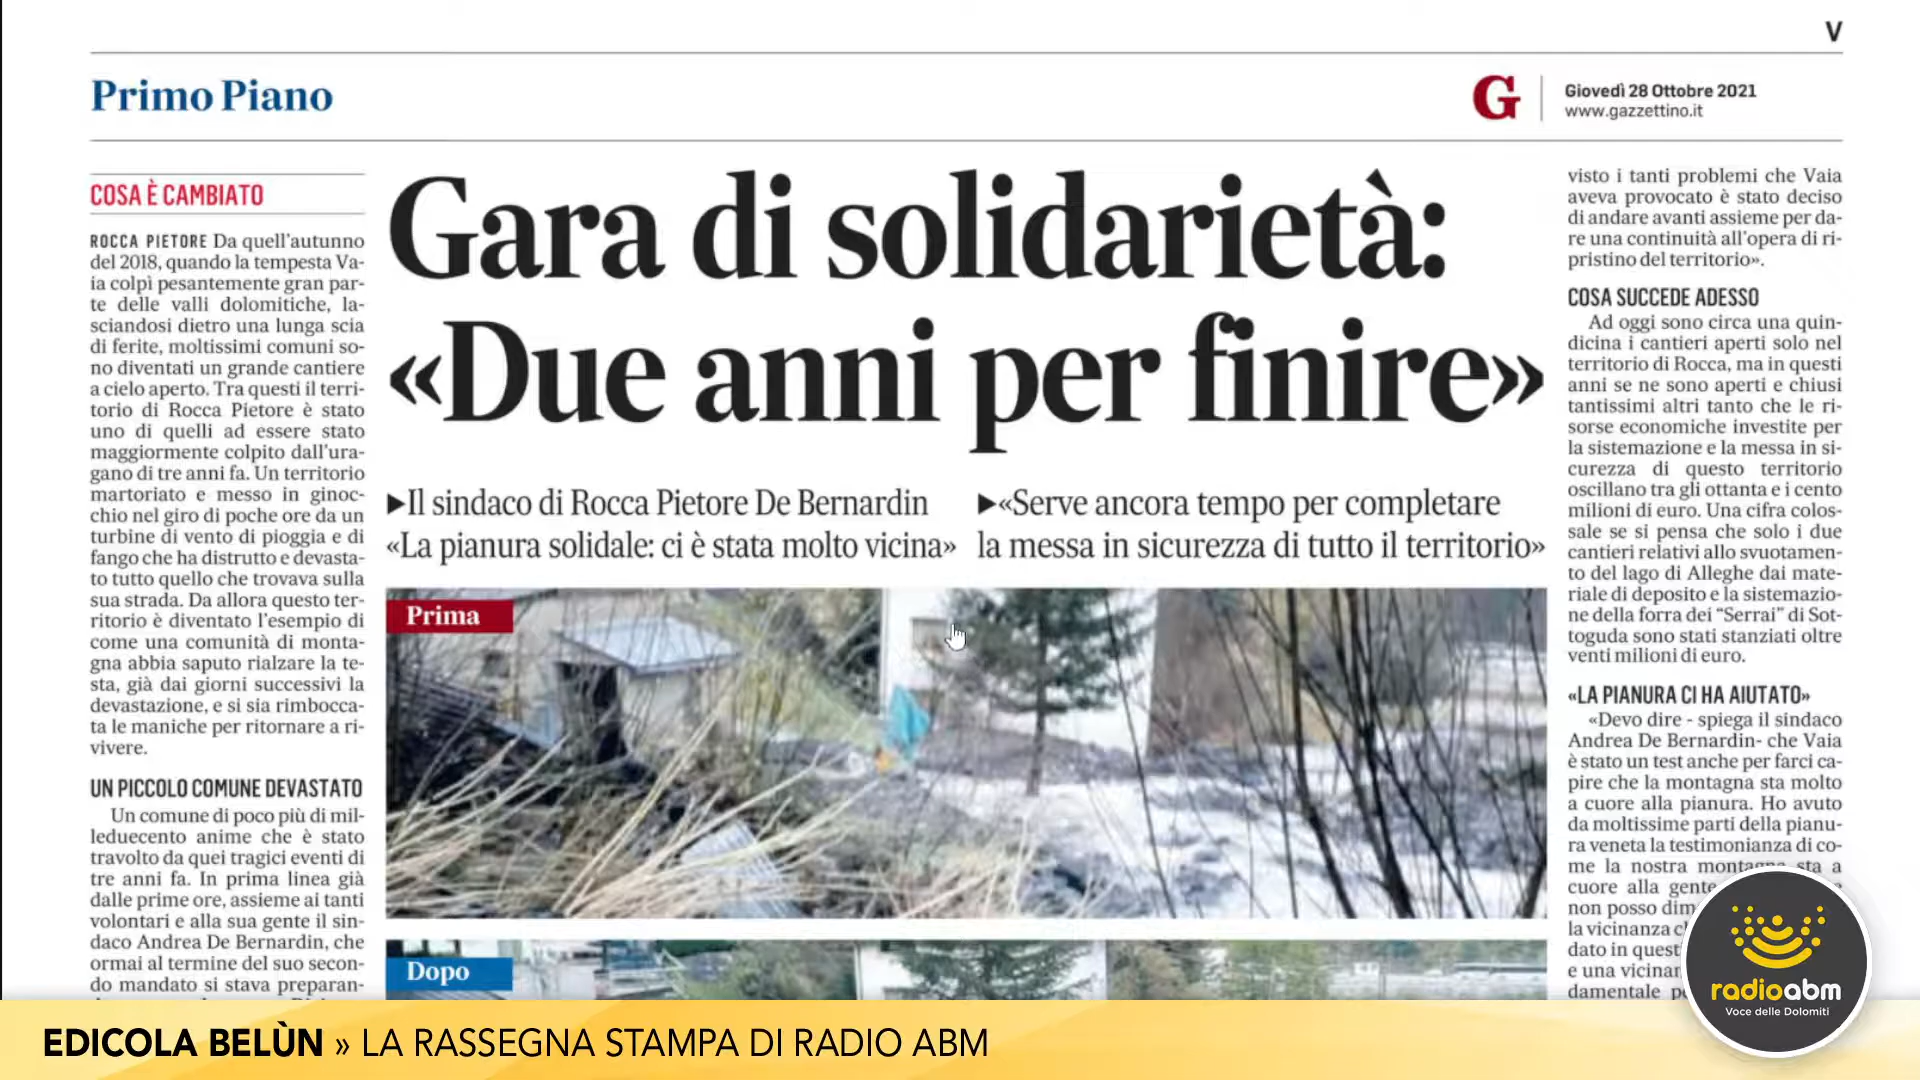 V
Primo Piano
G
Giovedì 28 Ottobre 2021
www.gazzettino.it
COSA È CAMBIATO
ROCCA PIETORE Da quell'autunno
del 2018, quando la tempesta Va-
ia colpì pesantemente gran par-
te delle valli dolomitiche, la-
sciandosi dietro una lunga scia
di ferite, moltissimi comuni so-
no diventati un grande cantiere
a cielo aperto. Tra questi il terri-
torio di Rocca Pietore è stato
uno di quelli ad essere stato
maggiormente colpito dall'ura-
gano di tre anni fa. Un territorio
martoriato e messo in ginoc-
chio nel giro di poche ore da un
turbine di vento di pioggia e di
fango che ha distrutto e devasta-
to tutto quello che trovava sulla
sua strada. Da allora questo ter-
ritorio è diventato l'esempio di
come una comunità di monta-
gna abbia saputo rialzare la te-
sta, già dai giorni successivi la
devastazione, e si sia rimbocca-
ta le maniche per ritornare a ri-
vivere.
UN PICCOLO COMUNE DEVASTATO
Un comune di poco più di mil-
leduecento anime che è stato
travolto da quei tragici eventi di
tre anni fa. In prima linea già
dalle prime ore, assieme ai tanti
volontari e alla sua gente il sin-
daco Andrea De Bernardin, che
ormai al termine del suo secon-
do mandato si stava preparan-
Gara di solidarietà:
«Due anni per finire»
▶Il sindaco di Rocca Pietore De Bernardin
«La pianura solidale: ci è stata molto vicina»
▶«Serve ancora tempo per completare
la messa in sicurezza di tutto il territorio»
Prima
Dopo
visto i tanti problemi che Vaia
aveva provocato è stato deciso
di andare avanti assieme per da-
re una continuità all'opera di ri-
pristino del territorio».
COSA SUCCEDE ADESSO
Ad oggi sono circa una quin-
dicina i cantieri aperti solo nel
territorio di Rocca, ma in questi
anni se ne sono aperti e chiusi
tantissimi altri tanto che le ri-
sorse economiche investite per
la sistemazione e la messa in si-
curezza di questo territorio
oscillano tra gli ottanta e i cento
milioni di euro. Una cifra colos-
sale se si pensa che solo i due
cantieri relativi allo svuotamen-
to del lago di Alleghe dai mate-
riale di deposito e la sistemazio-
ne della forra dei "Serrai" di Sot-
toguda sono stati stanziati oltre
venti milioni di euro.
«LA PIANURA CI HA AIUTATO»
«Devo dire - spiega il sindaco
Andrea De Bernardin- che Vaia
è stato un test anche per farci ca-
pire che la montagna sta molto
a cuore alla pianura. Ho avuto
da moltissime parti della pianu-
ra veneta la testimonianza di co-
me la nostra montagna sta a
cuore alla gente
non posso dim
la vicinanza c
dato in quest
e una vicinan
damentale pe
radioabm
Voce delle Dolomiti
EDICOLA BELÙN » LA RASSEGNA STAMPA DI RADIO ABM